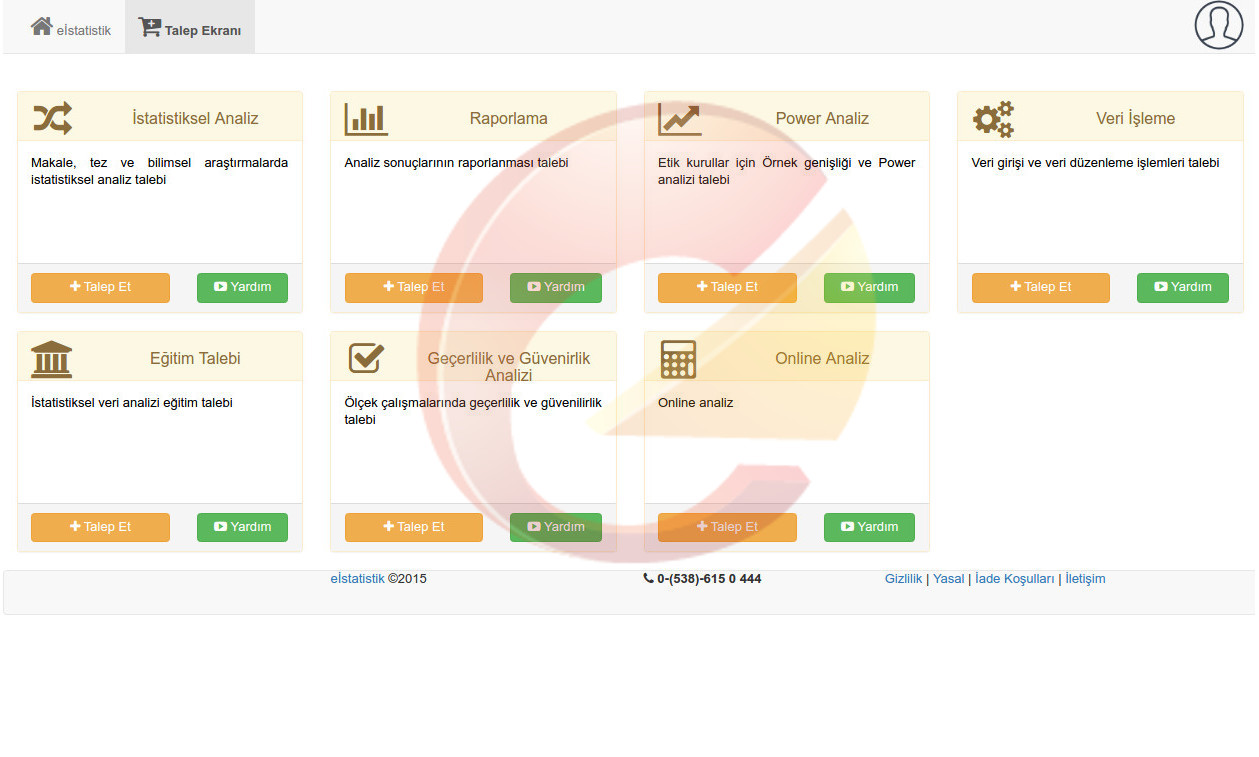 eİstatistik
Talep Ekranı
İstatistiksel Analiz
Makale, tez ve bilimsel araştırmalarda
istatistiksel analiz talebi
Talep Et
Yardım
Raporlama
Analiz sonuçlarının raporlanması talebi
Talep Et
Yardım
Power Analiz
Etik kurullar için Örnek genişliği ve Power
analizi talebi
Talep Et
Yardım
Veri İşleme
Veri girişi ve veri düzenleme işlemleri talebi
Talep Et
Yardım
Eğitim Talebi
İstatistiksel veri analizi eğitim talebi
Talep Et
Yardım
Geçerlilik ve Güvenirlik
Analizi
Ölçek çalışmalarında geçerlilik ve güvenilirlik
talebi
Talep Et
Yardım
Online Analiz
Online analiz
Talep Et
Yardım
eİstatistik ©2015
0-(538)-615 0 444
Gizlilik | Yasal | İade Koşulları | İletişim